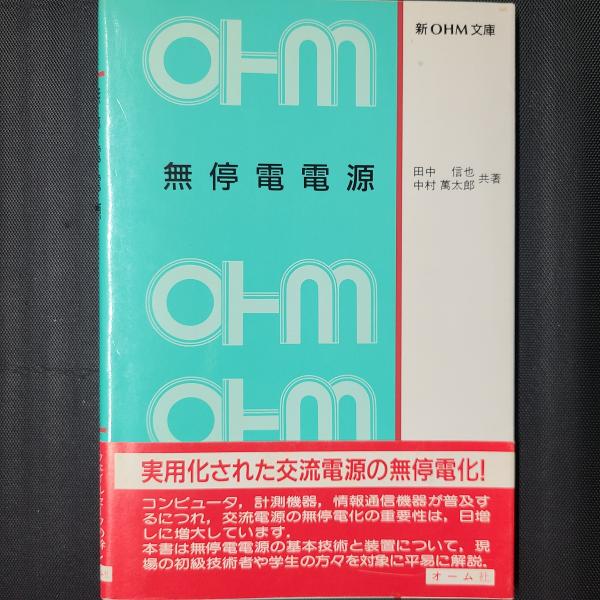 OHM
新OHM文庫
無停電電源
田中 信也
中村 萬太郎
共著
OHM
OHM
実用化された交流電源の無停電化!
コンピュータ,計測機器,情報通信機器が普及す
るにつれ,交流電源の無停電化の重要性は,日増
しに増大しています.
本書は無停電電源の基本技術と装置について,現
場の初級技術者や学生の方々を対象に平易に解説.
オーム社